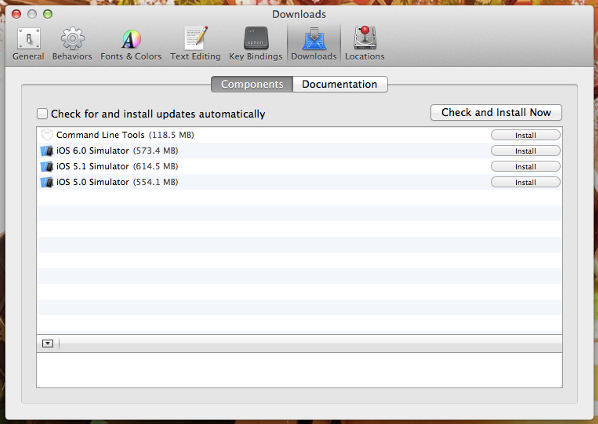 Downloads
General Behaviors Fonts & Colors Text Editing Key Bindings Downloads Locations
Components Documentation
Check for and install updates automatically Check and Install Now
Command Line Tools (118.5 MB) Install
iOS 6.0 Simulator (573.4 MB) Install
iOS 5.1 Simulator (614.5 MB) Install
iOS 5.0 Simulator (554.1 MB) Install